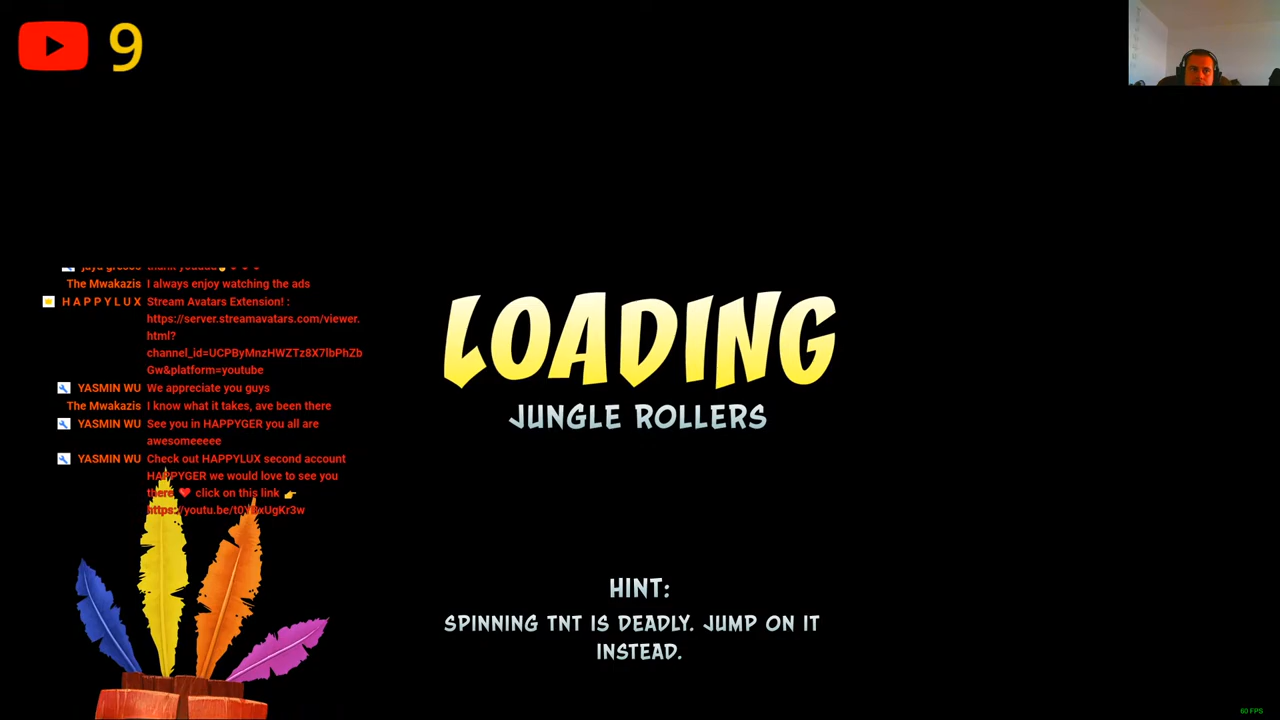 9
The Mwakazis I always enjoy watching the ads
H A P P Y L U X Stream Avatars Extension! :
https://server.streamavatars.com/viewer.
html?
channel_id=UCPByMnzHWZTz8X7lbPhZb
Gw&platform=youtube
YASMIN WU We appreciate you guys
The Mwakazis I know what it takes, ave been there
YASMIN WU See you in HAPPYGER you all are
awesomeeeee
YASMIN WU Check out HAPPYLUX second account
HAPPYGER we would love to see you
there ❤️ click on this link 👉
LOADING
JUNGLE ROLLERS
HINT:
SPINNING TNT IS DEADLY. JUMP ON IT
INSTEAD.
60 FPS